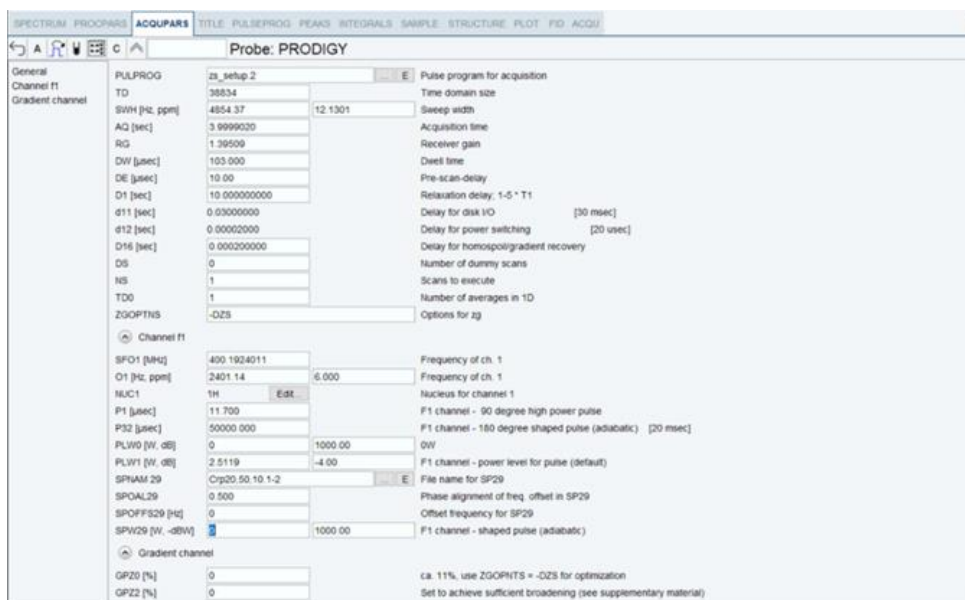 SPECTRUM PROCPARS ACQUPARS TITLE PULSEPROG PEAKS INTEGRALS SAMPLE STRUCTURE PLOT FID ACQU
A C Probe: PRODIGY
General
Channel f1
Gradient channel
PULPROG zs_setup.2 ... E Pulse program for acquisition
TD 38834 Time domain size
SWH [Hz, ppm] 4854.37 12.1301 Sweep width
AQ [sec] 3.9999020 Acquisition time
RG 1.39509 Receiver gain
DW [µsec] 103.000 Dwell time
DE [µsec] 10.00 Pre-scan-delay
D1 [sec] 10.000000000 Relaxation delay; 1-5 * T1
d11 [sec] 0.03000000 Delay for disk I/O [30 msec]
d12 [sec] 0.00002000 Delay for power switching [20 usec]
D16 [sec] 0.000200000 Delay for homospoil/gradient recovery
DS 0 Number of dummy scans
NS 1 Scans to execute
TD0 1 Number of averages in 1D
ZGOPTNS -DZS Options for zg
Channel f1
SFO1 [MHz] 400.1924011 Frequency of ch. 1
O1 [Hz, ppm] 2401.14 6.000 Frequency of ch. 1
NUC1 1H Edit... Nucleus for channel 1
P1 [µsec] 11.700 F1 channel - 90 degree high power pulse
P32 [µsec] 50000.000 F1 channel - 180 degree shaped pulse (adiabatic) [20 msec]
PLW0 [W, dB] 0 1000.00 0W
PLW1 [W, dB] 2.5119 -4.00 F1 channel - power level for pulse (default)
SPNAM 29 Crp20.50.10.1-2 ... E File name for SP29
SPOAL29 0.500 Phase alignment of freq. offset in SP29
SPOFFS29 [Hz] 0 Offset frequency for SP29
SPW29 [W, -dBW] 0 1000.00 F1 channel - shaped pulse (adiabatic)
Gradient channel
GPZ0 [%] 0 ca. 11%, use ZGOPNTS = -DZS for optimization
GPZ2 [%] 0 Set to achieve sufficient broadening (see supplementary material)